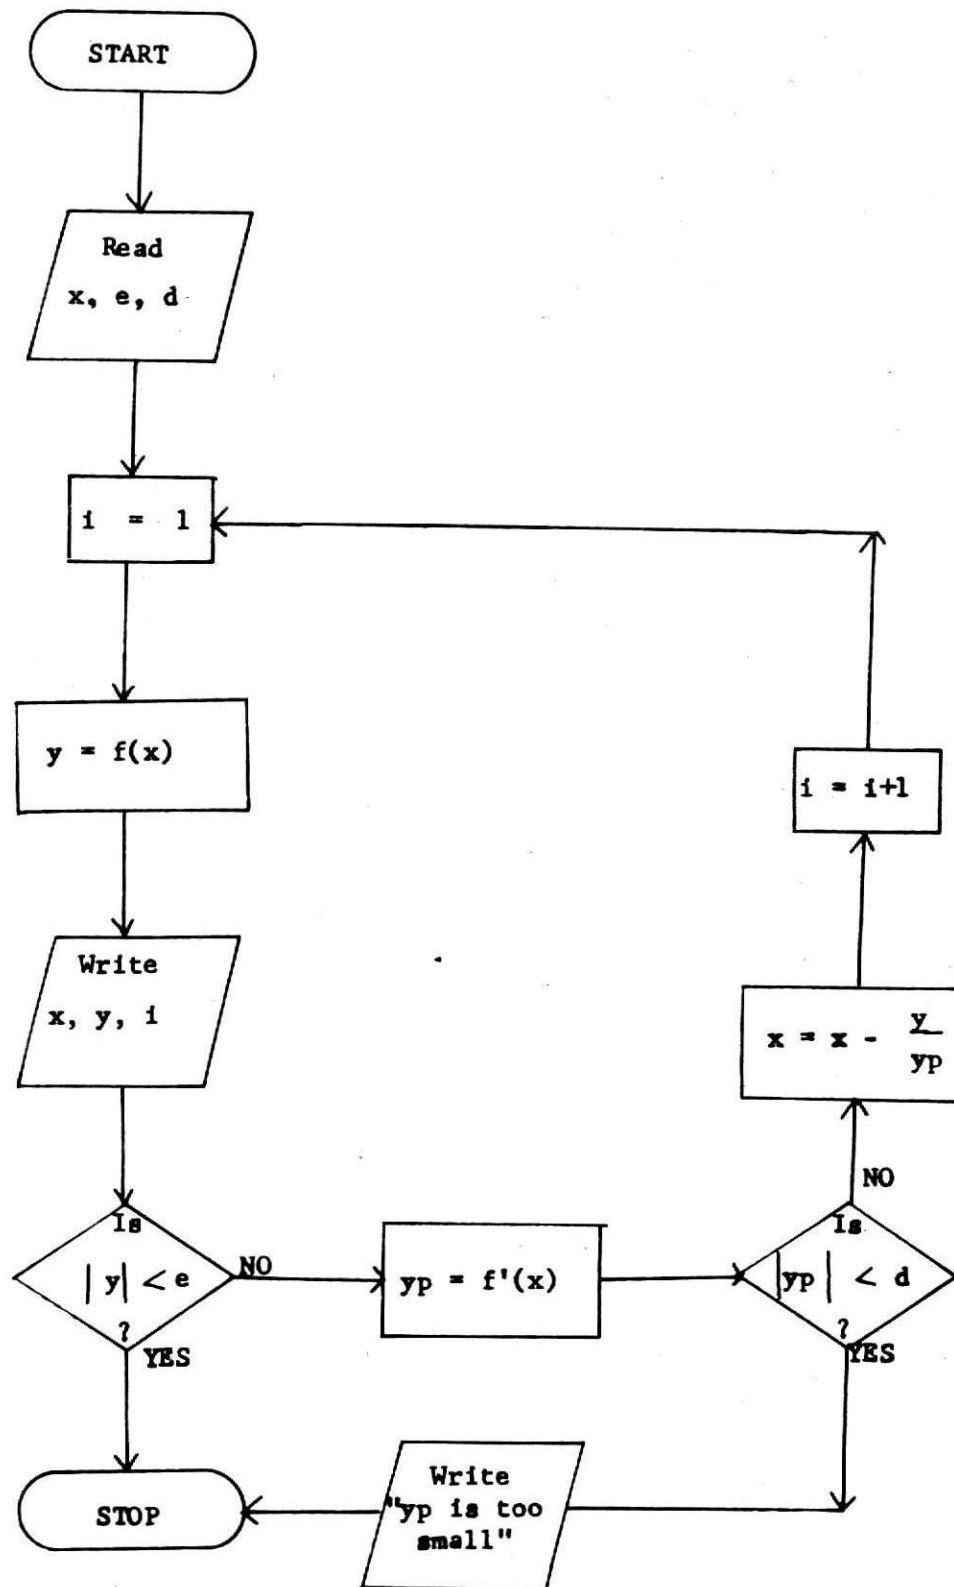 START
Read
x, e, d
i = 1
y = f(x)
Write
x, y, i
Is
|y| < e
?
YES
NO
yp = f'(x)
Is
|yp| < d
?
NO
YES
x = x - y/yp
i = i+1
Write
"yp is too
small"
STOP